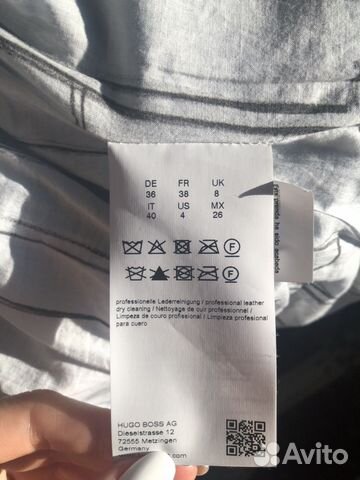 DE FR UK
36 38 8
IT US MX
40 4 26
F
F
professionelle Lederreinigung / professional leather
dry cleaning / Nettoyage de cuir professionnel /
Limpeza de couro profissional / Limpieza profesional
para cuero
HUGO BOSS AG
Dieselstrasse 12
72555 Metzingen
Germany
Avito